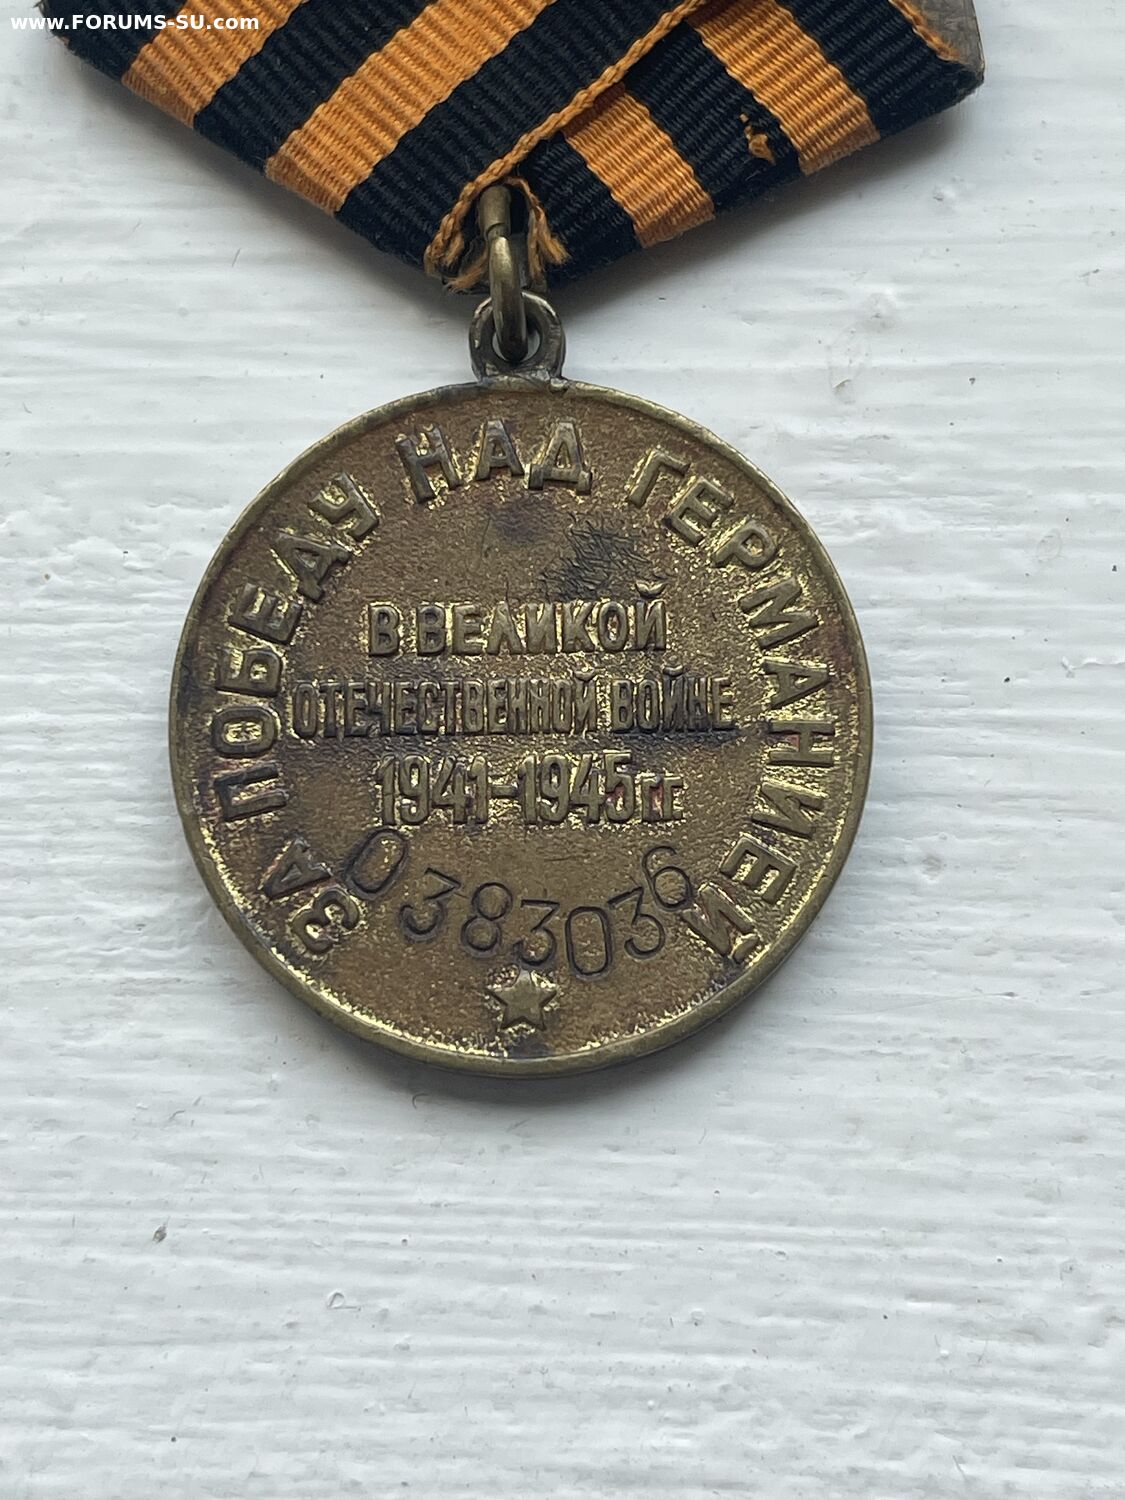 www.FORUMS-SU.com
ЗА ПОБЕДУ НАД ГЕРМАНИЕЙ
В ВЕЛИКОЙ
ОТЕЧЕСТВЕННОЙ ВОЙНЕ
1941-1945гг
0383036